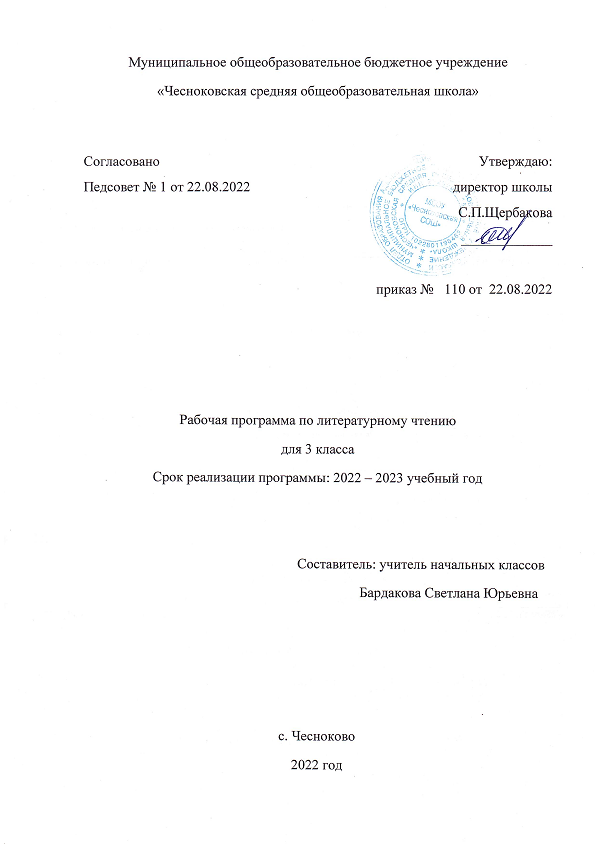 Муниципальное общеобразовательное бюджетное учреждение
«Чесноковская средняя общеобразовательная школа»
Согласовано Утверждаю:
Педсовет № 1 от 22.08.2022 директор школы
С.П.Щербакова
приказ № 110 от 22.08.2022
Рабочая программа по литературному чтению
для 3 класса
Срок реализации программы: 2022 – 2023 учебный год
Составитель: учитель начальных классов
Бардакова Светлана Юрьевна
с. Чесноково
2022 год